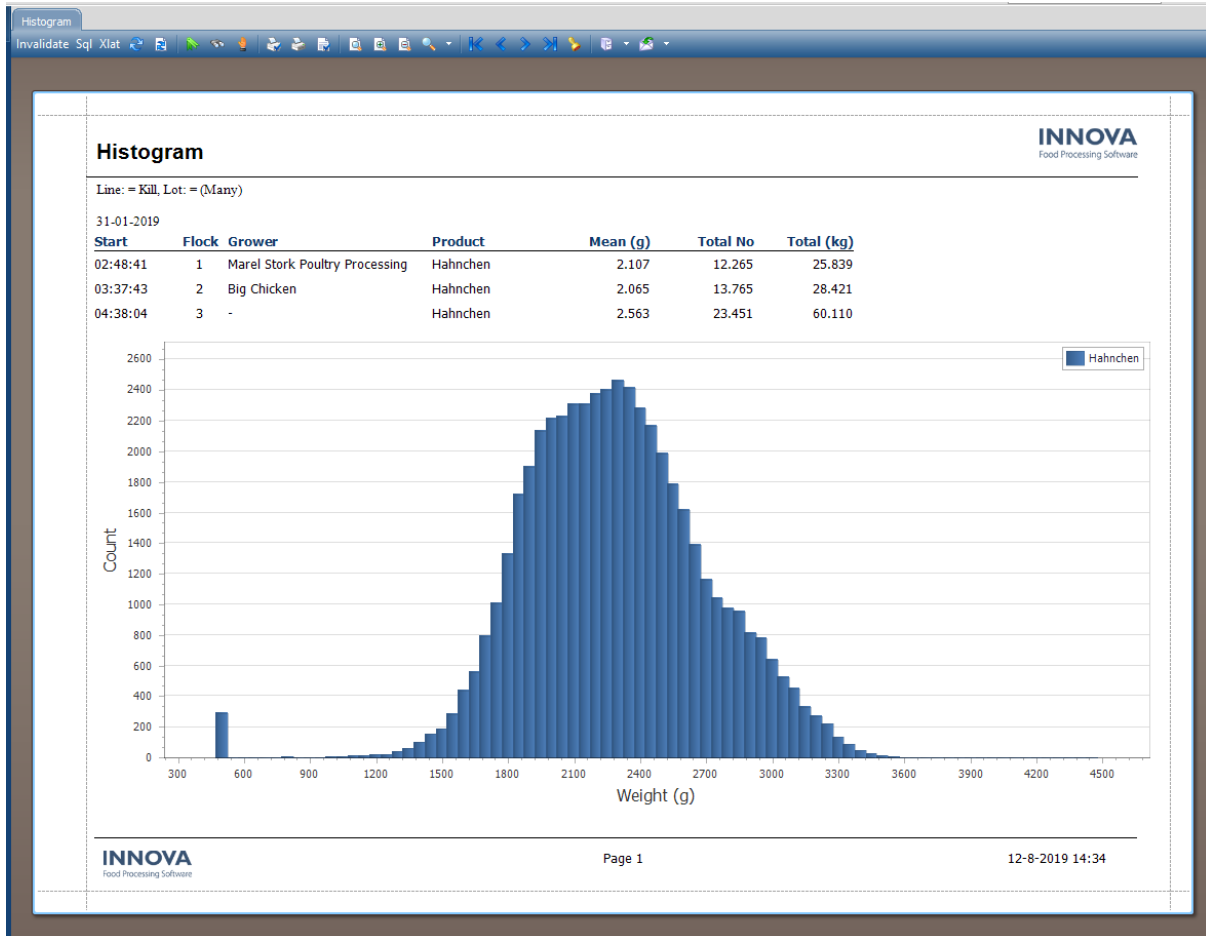 Histogram
Invalidate Sql Xlat
INNOVA
Food Processing Software
Histogram
Line: = Kill, Lot: = (Many)
31-01-2019
Start Flock Grower Product Mean (g) Total No Total (kg)
02:48:41 1 Marel Stork Poultry Processing Hahnchen 2.107 12.265 25.839
03:37:43 2 Big Chicken Hahnchen 2.065 13.765 28.421
04:38:04 3 - Hahnchen 2.563 23.451 60.110
Hahnchen
2600
2400
2200
2000
1800
1600
1400
1200
1000
800
600
400
200
0
Count
300 600 900 1200 1500 1800 2100 2400 2700 3000 3300 3600 3900 4200 4500
Weight (g)
INNOVA
Food Processing Software
Page 1
12-8-2019 14:34